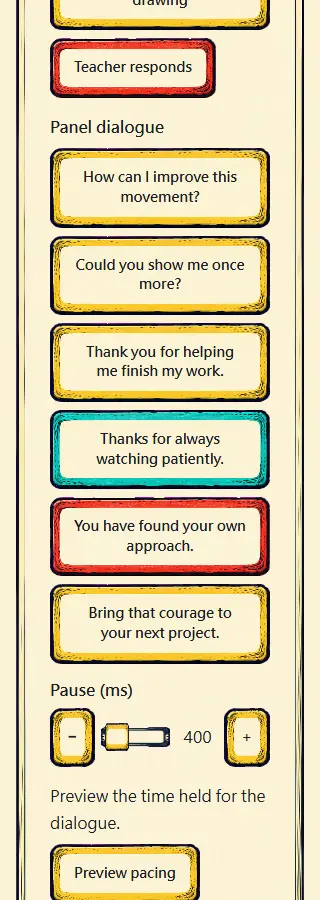 drawing
Teacher responds
Panel dialogue
How can I improve this
movement?
Could you show me once
more?
Thank you for helping
me finish my work.
Thanks for always
watching patiently.
You have found your own
approach.
Bring that courage to
your next project.
Pause (ms)
- 400 +
Preview the time held for the
dialogue.
Preview pacing